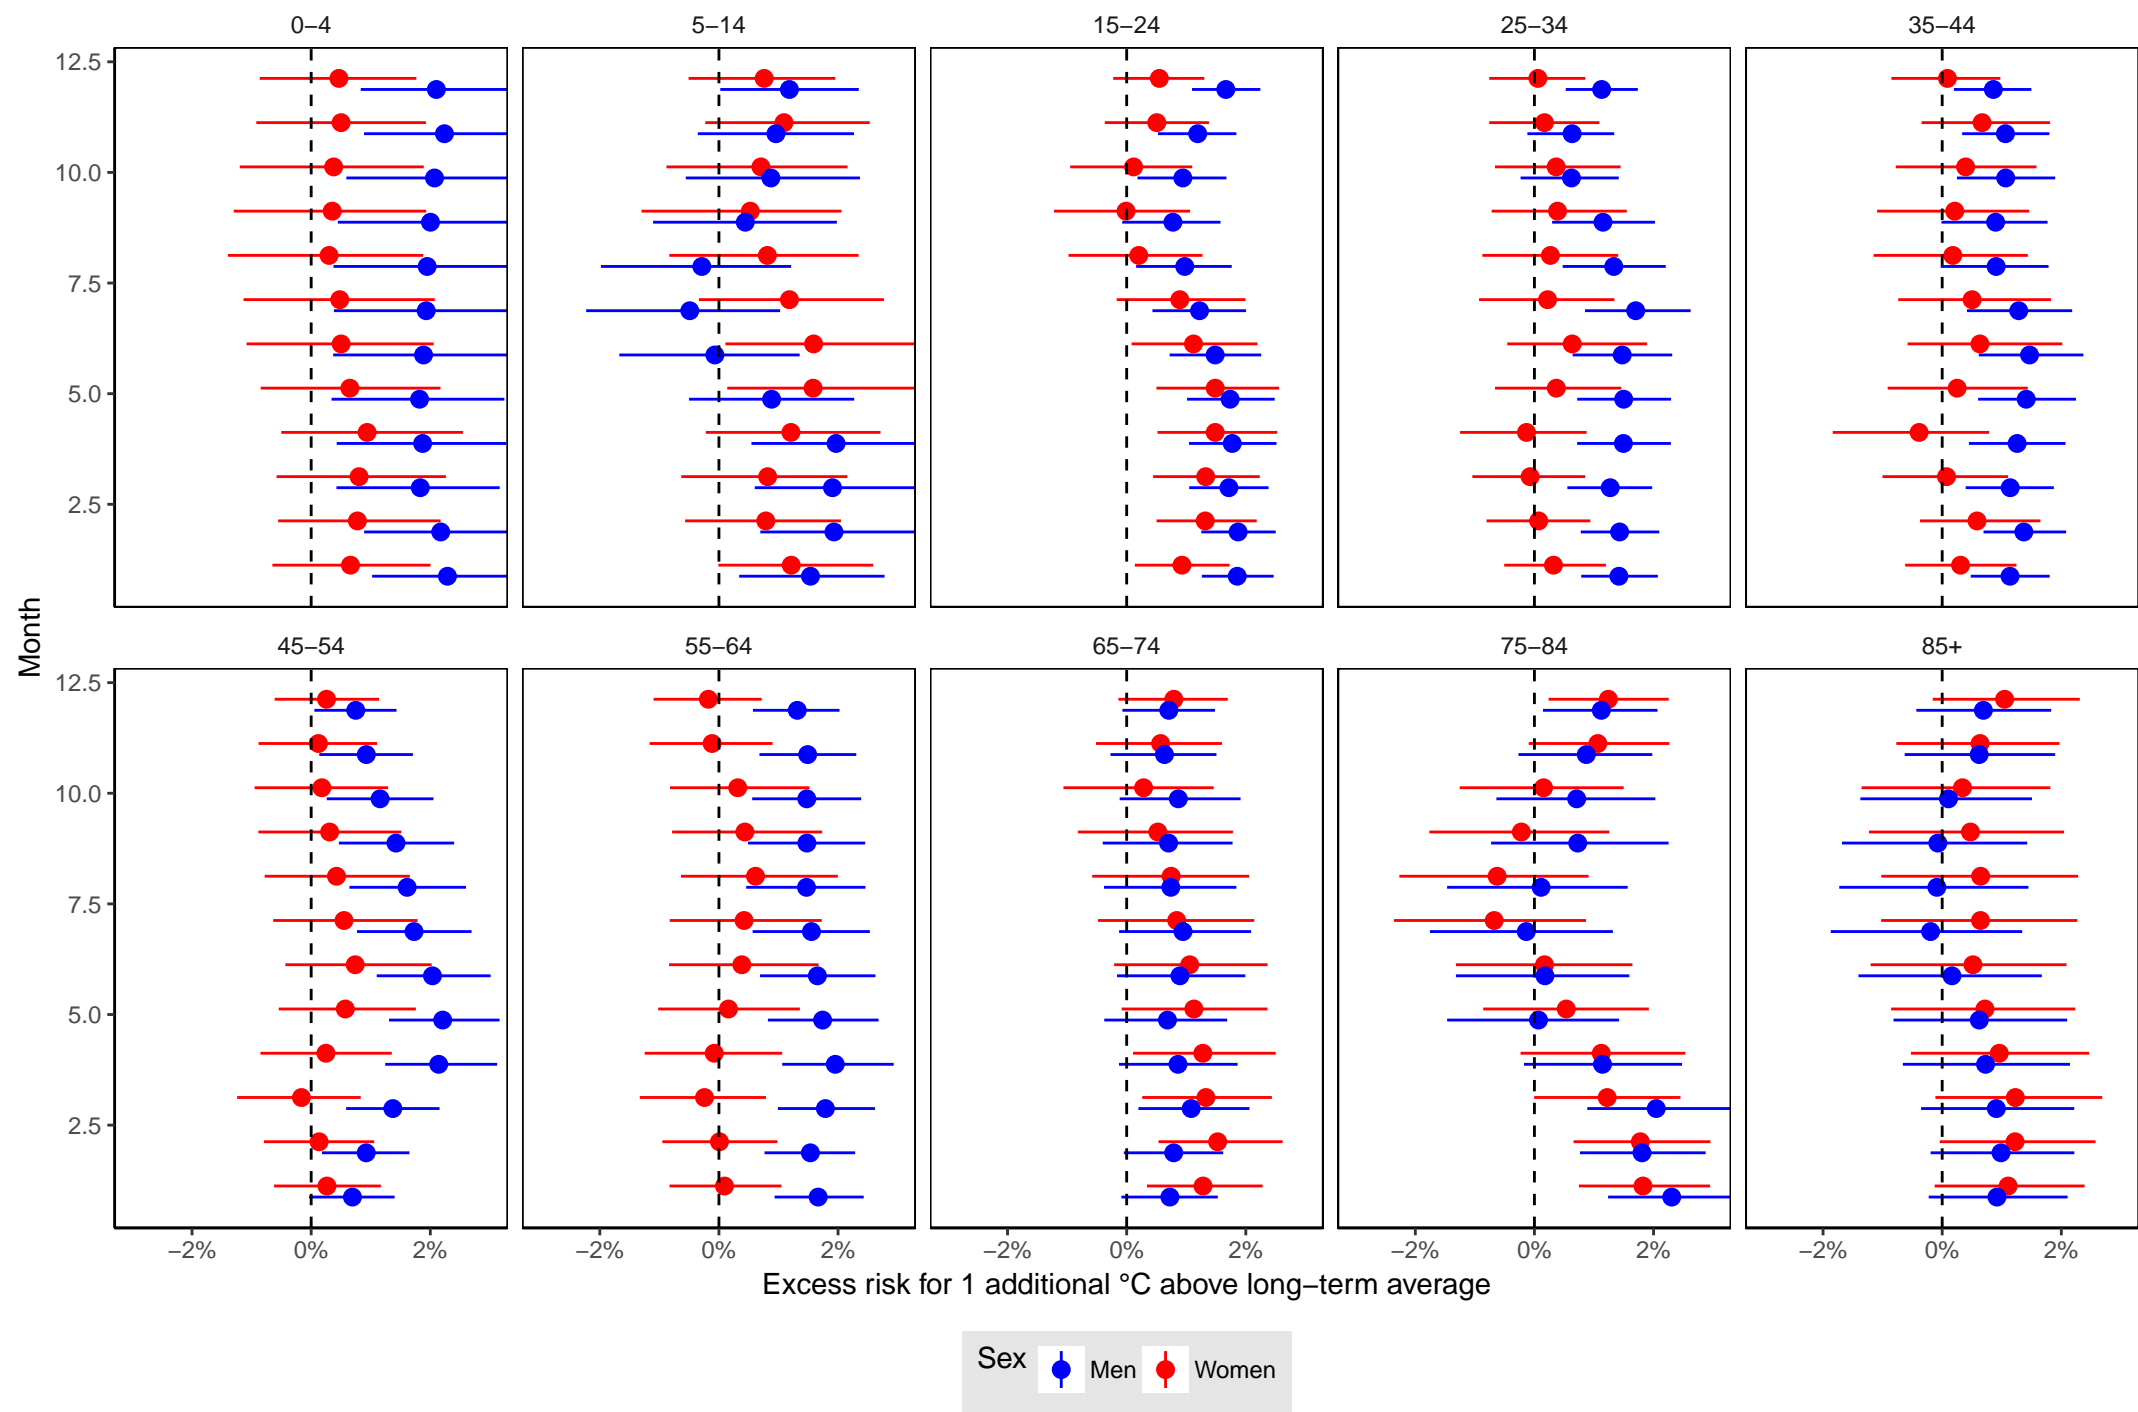 0–4 5–14 15–24 25–34 35–44
12.5
10.0
7.5
5.0
2.5
Month
45–54 55–64 65–74 75–84 85+
12.5
10.0
7.5
5.0
2.5
−2% 0% 2% −2% 0% 2% −2% 0% 2% −2% 0% 2% −2% 0% 2%
Excess risk for 1 additional °C above long−term average
Sex Men Women